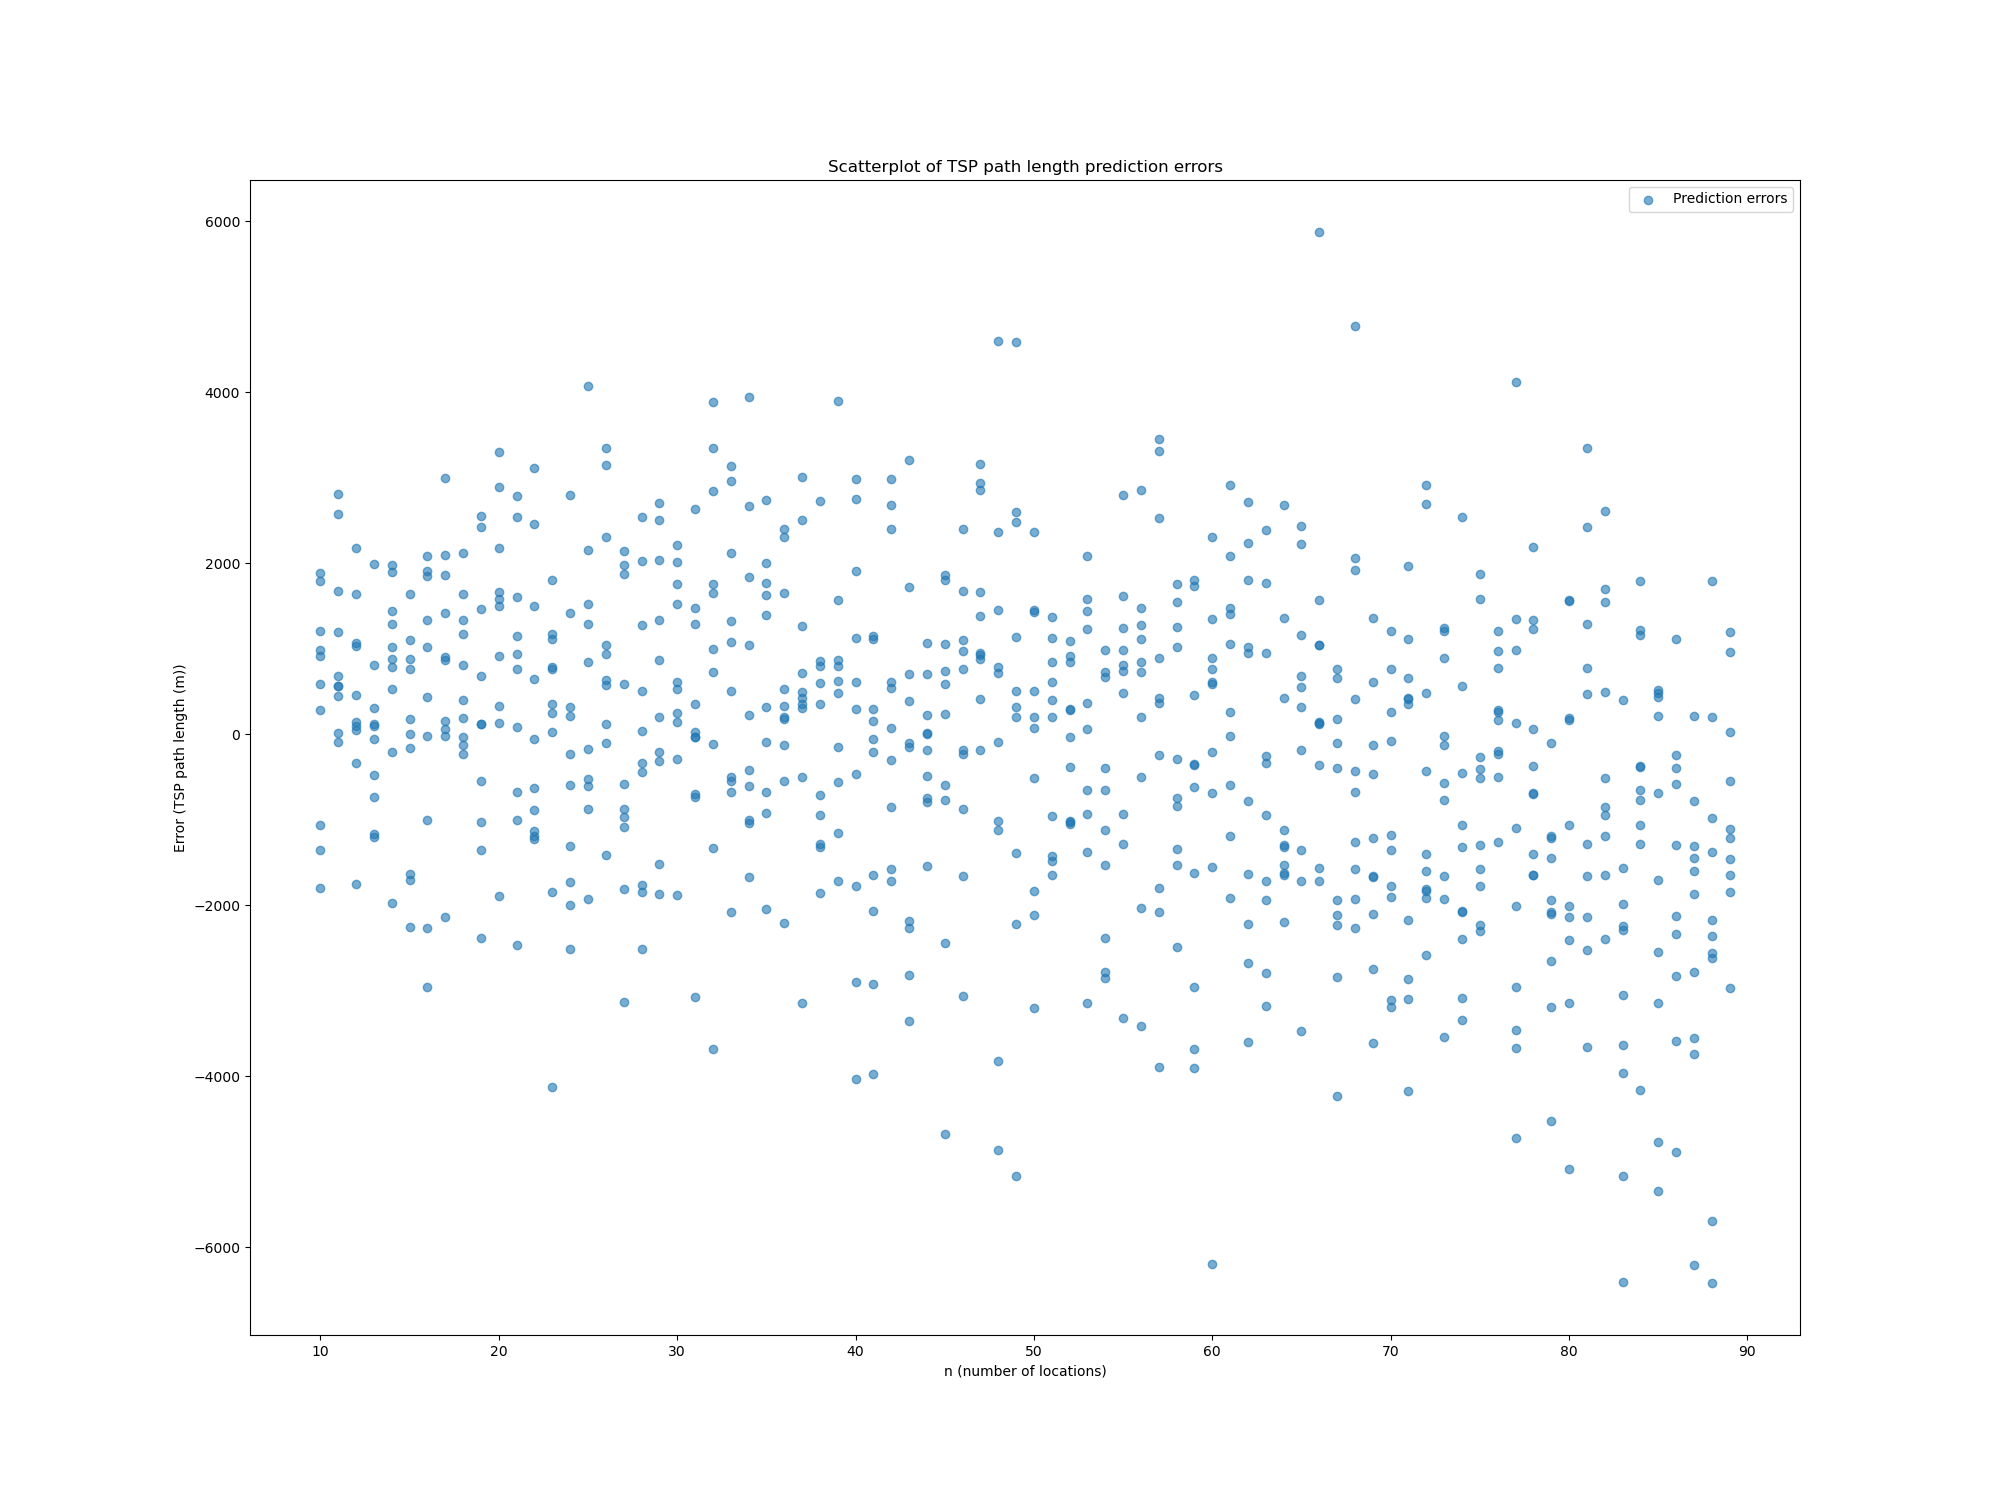 Scatterplot of TSP path length prediction errors
Prediction errors
6000
4000
2000
0
−2000
−4000
−6000
Error (TSP path length (m))
10 20 30 40 50 60 70 80 90
n (number of locations)